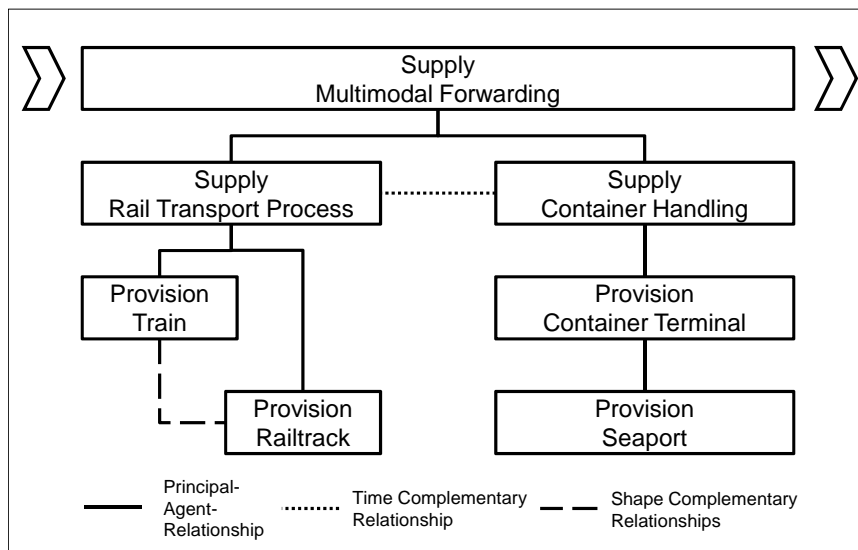 Supply
Multimodal Forwarding
Supply
Rail Transport Process
Supply
Container Handling
Provision
Train
Provision
Container Terminal
Provision
Railtrack
Provision
Seaport
Principal-
Agent-
Relationship
Time Complementary
Relationship
Shape Complementary
Relationships